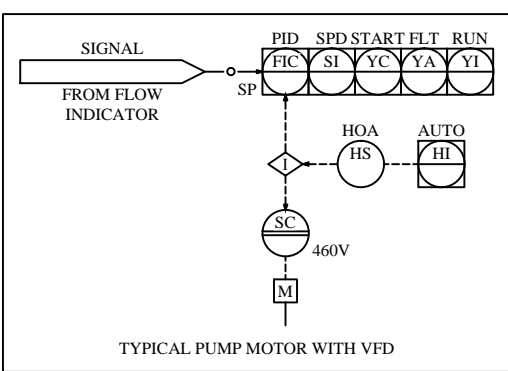 PID SPD START FLT RUN
SIGNAL
FIC SI YC YA YI
FROM FLOW
INDICATOR
SP
HOA AUTO
I HS HI
SC
460V
M
TYPICAL PUMP MOTOR WITH VFD